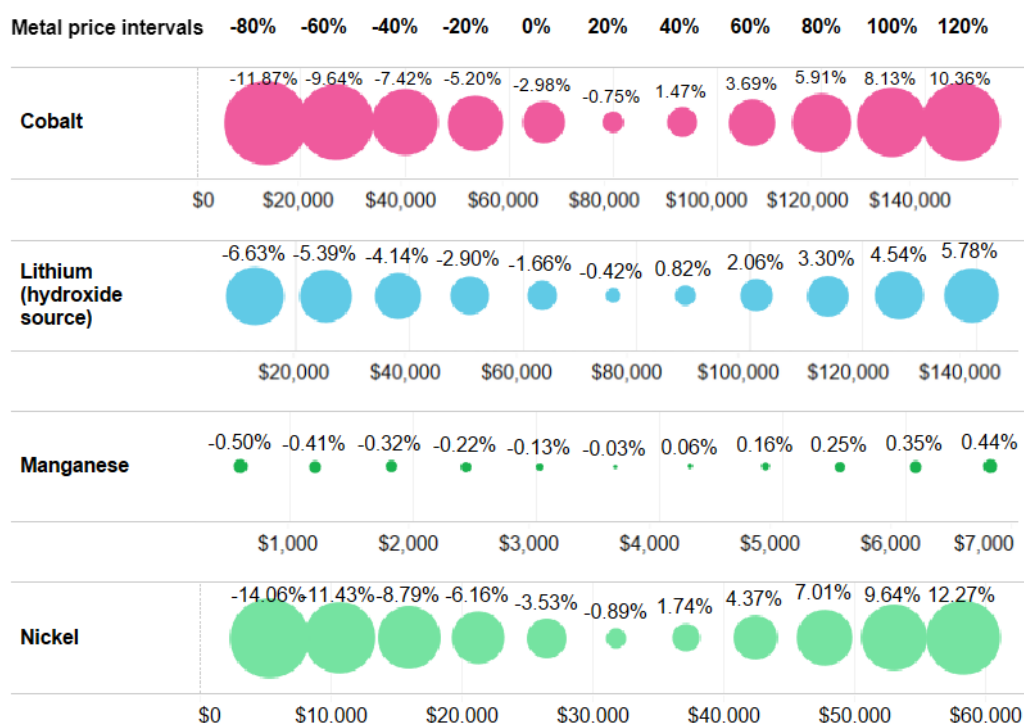 Metal price intervals -80% -60% -40% -20% 0% 20% 40% 60% 80% 100% 120%
-11.87% -9.64% -7.42% -5.20% -2.98% -0.75% 1.47% 3.69% 5.91% 8.13% 10.36%
Cobalt
$0 $20,000 $40,000 $60,000 $80,000 $100,000 $120,000 $140,000
-6.63% -5.39% -4.14% -2.90% -1.66% -0.42% 0.82% 2.06% 3.30% 4.54% 5.78%
Lithium
(hydroxide
source)
$20,000 $40,000 $60,000 $80,000 $100,000 $120,000 $140,000
-0.50% -0.41% -0.32% -0.22% -0.13% -0.03% 0.06% 0.16% 0.25% 0.35% 0.44%
Manganese
$1,000 $2,000 $3,000 $4,000 $5,000 $6,000 $7,000
-14.06% -11.43% -8.79% -6.16% -3.53% -0.89% 1.74% 4.37% 7.01% 9.64% 12.27%
Nickel
$0 $10.000 $20.000 $30.000 $40.000 $50.000 $60000